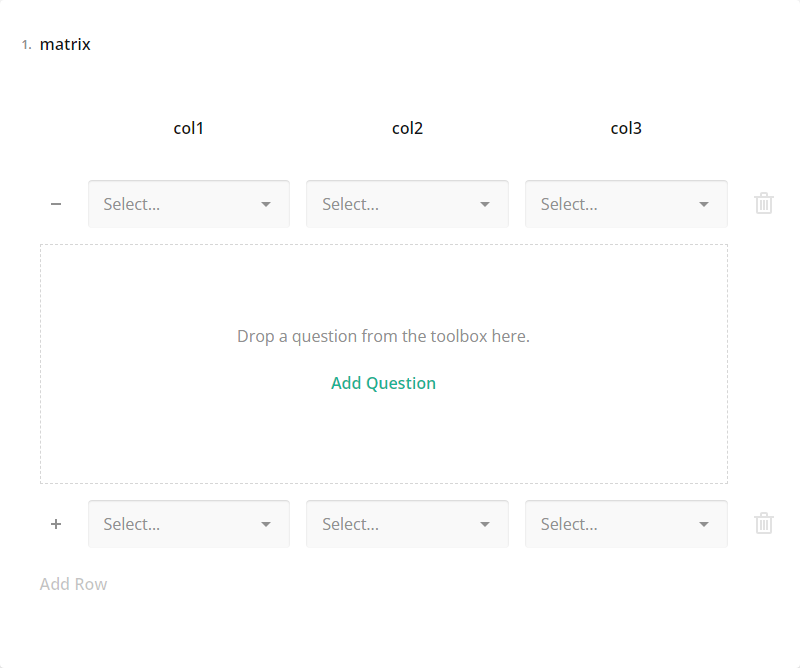 1. matrix
col1 col2 col3
Select... Select... Select...
Drop a question from the toolbox here.
Add Question
Select... Select... Select...
Add Row